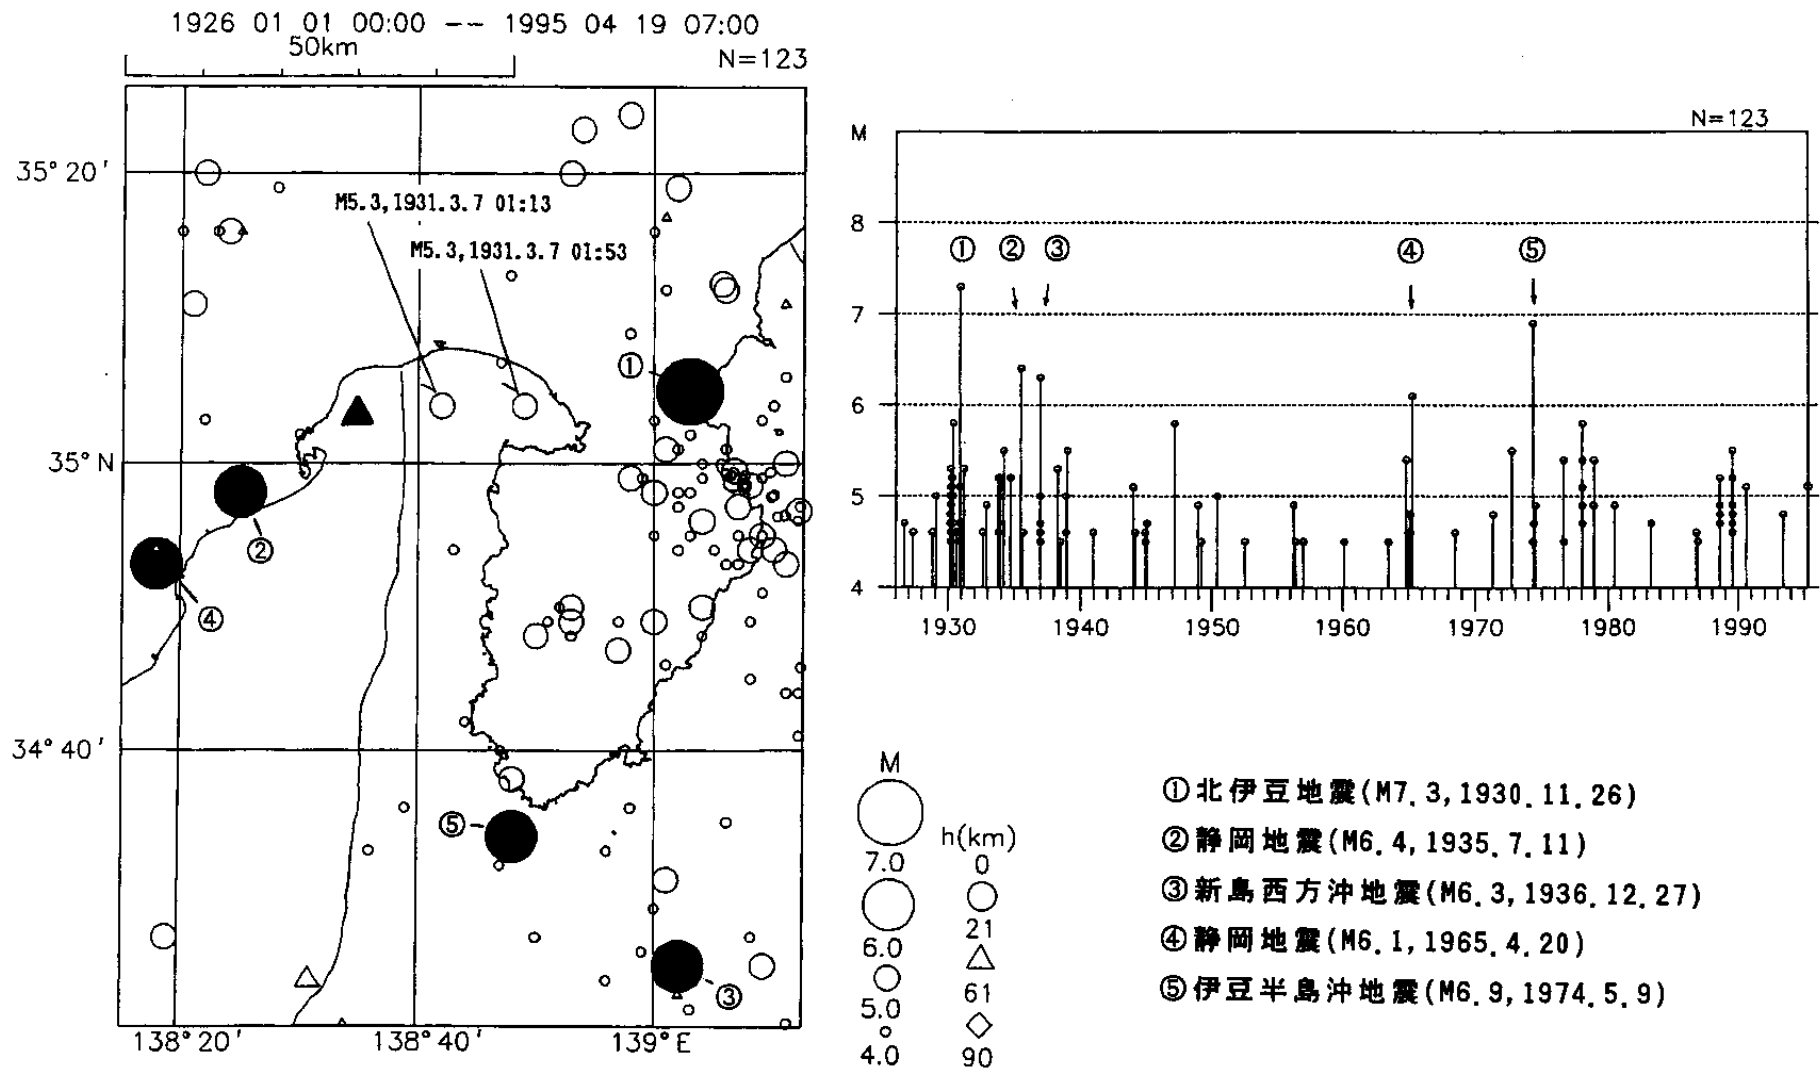 1926 01 01 00:00 -- 1995 04 19 07:00
50km
N=123
35°20'
M5.3,1931.3.7 01:13
M5.3,1931.3.7 01:53
①
35°N
②
④
34°40'
⑤
③
138°20' 138°40' 139°E
N=123
M
8
① ② ③ ④ ⑤
7
6
5
4
1930 1940 1950 1960 1970 1980 1990
M
7.0
6.0
5.0
4.0
h(km)
0
21
61
90
①北伊豆地震(M7.3,1930.11.26)
②静岡地震(M6.4,1935.7.11)
③新島西方沖地震(M6.3,1936.12.27)
④静岡地震(M6.1,1965.4.20)
⑤伊豆半島沖地震(M6.9,1974.5.9)